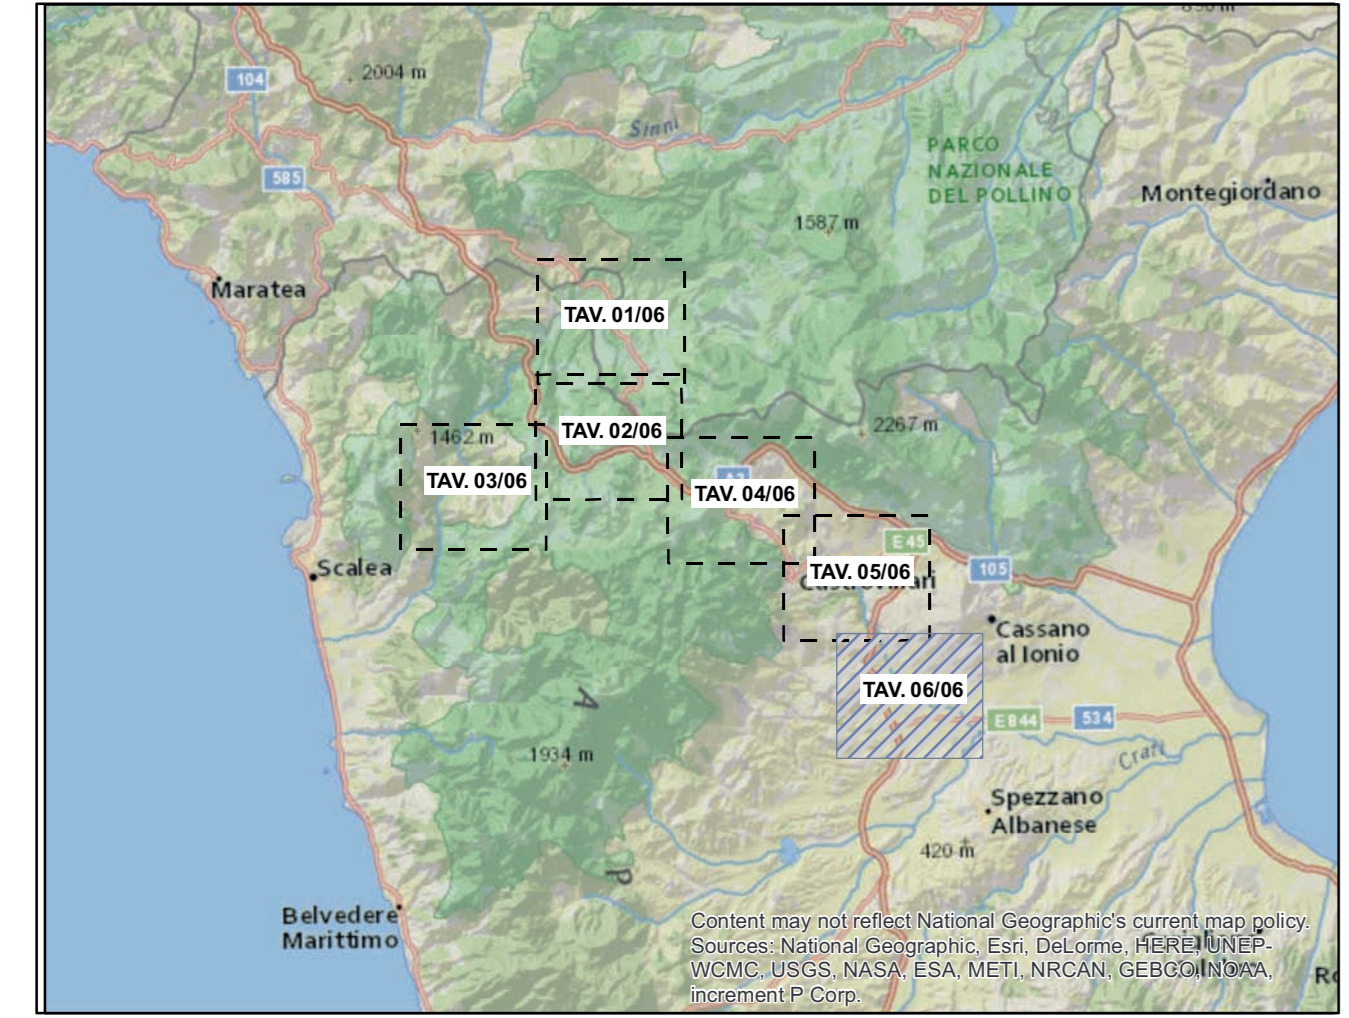 104
2004 m
Sinni
585
PARCO
NAZIONALE
DEL POLLINO
Montegiordano
1587 m
Maratea
TAV. 01/06
2267 m
TAV. 02/06
1462 m
TAV. 03/06
TAV. 04/06
E45
105
TAV. 05/06
Scalea
Cassano
al Ionio
TAV. 06/06
E844
534
Crati
A
1934 m
Spezzano
Albanese
420 m
P
Belvedere
Marittimo
Content may not reflect National Geographic's current map policy.
Sources: National Geographic, Esri, DeLorme, HERE, UNEP-
WCMC, USGS, NASA, ESA, METI, NRCAN, GEBCO, NOAA,
increment P Corp.